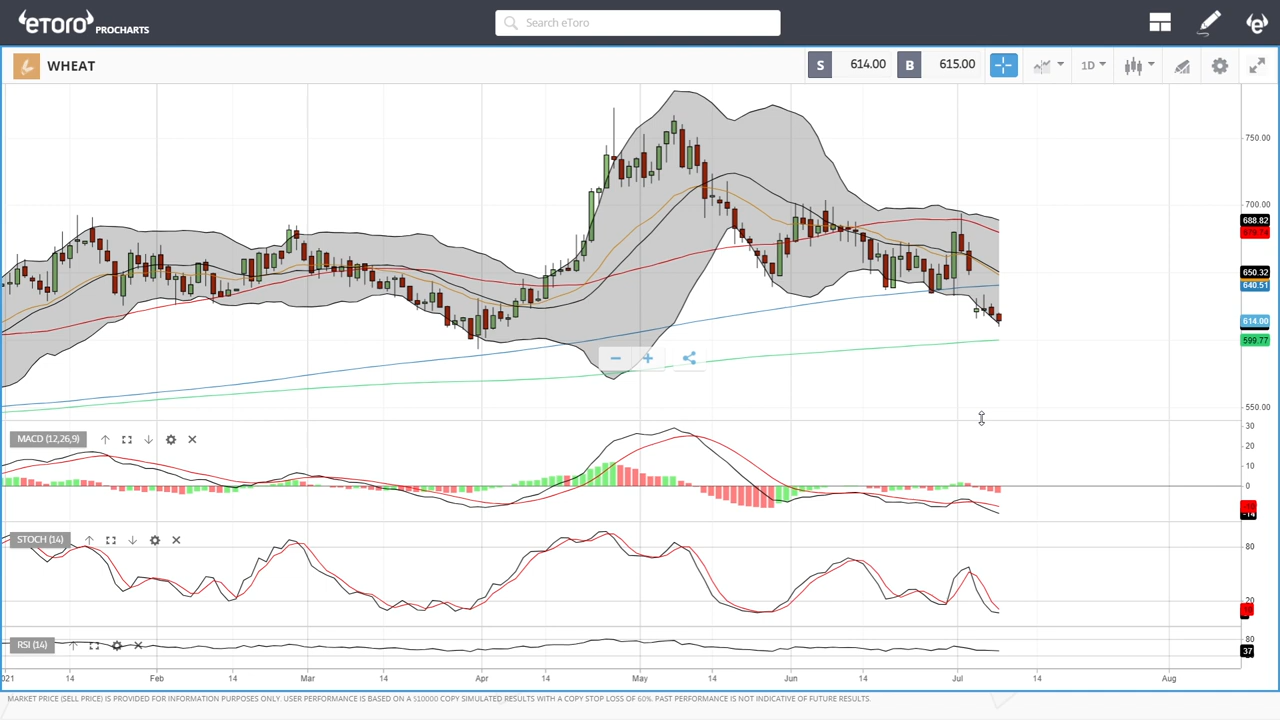 eToro PROCHARTS
Search eToro
WHEAT
S 614.00 B 615.00
1D
750.00
700.00
688.82
650.32
640.51
614.00
599.77
550.00
MACD (12,26,9)
30
20
10
0
-14
STOCH (14)
80
20
RSI (14)
80
37
2021 14 Feb 14 Mar 14 Apr 14 May 14 Jun 14 Jul 14 Aug
MARKET PRICE (SELL PRICE) IS PROVIDED FOR INFORMATION PURPOSES ONLY. USER PERFORMANCE IS BASED ON A $10000 COPY SIMULATED RESULTS WITH A COPY STOP LOSS OF 60%. PAST PERFORMANCE IS NOT INDICATIVE OF FUTURE RESULTS.